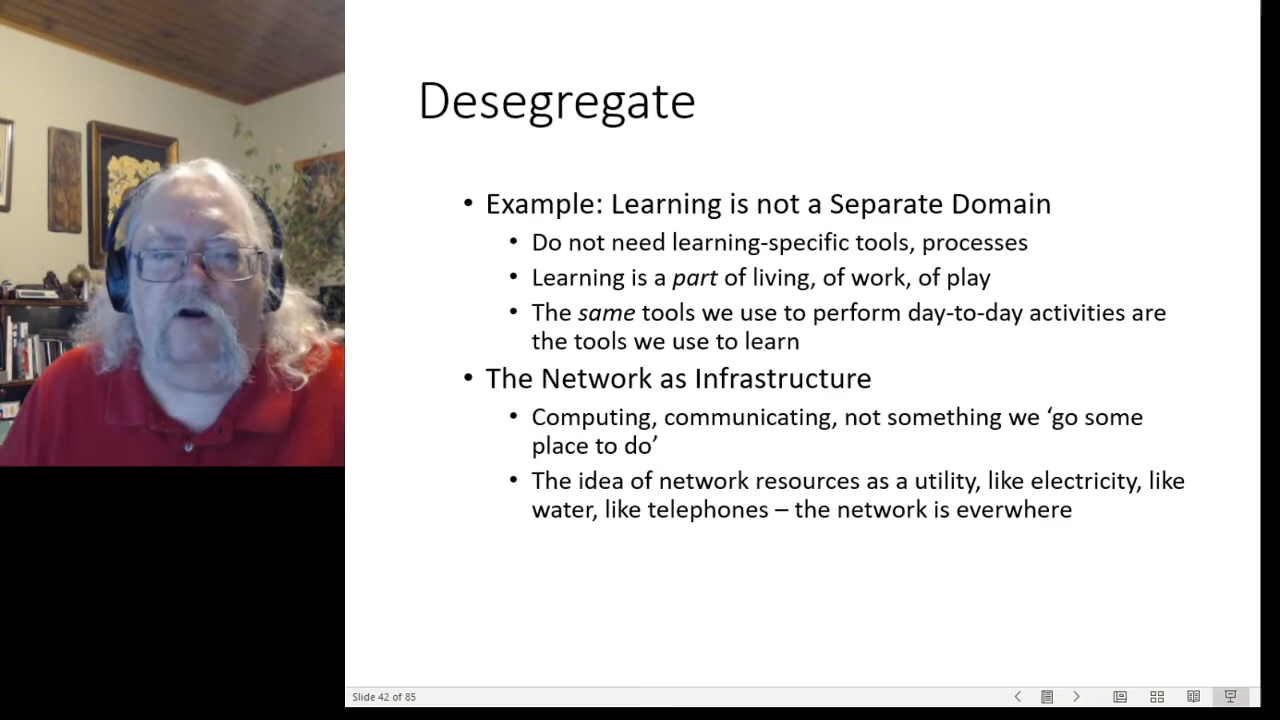 Desegregate
• Example: Learning is not a Separate Domain
• Do not need learning-specific tools, processes
• Learning is a part of living, of work, of play
• The same tools we use to perform day-to-day activities are
the tools we use to learn
• The Network as Infrastructure
• Computing, communicating, not something we ‘go some
place to do’
• The idea of network resources as a utility, like electricity, like
water, like telephones – the network is everwhere
Slide 42 of 85